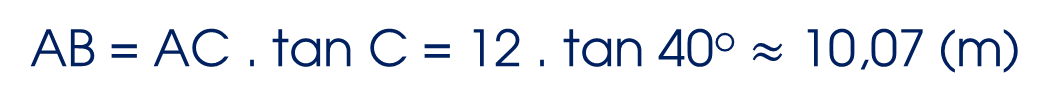 AB = AC . tan C = 12 . tan 40° ≈ 10,07 (m)